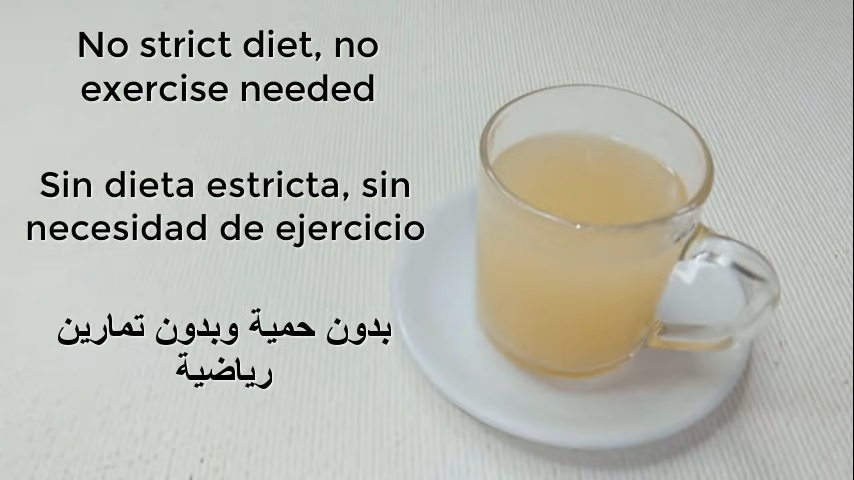 No strict diet, no
exercise needed
Sin dieta estricta, sin
necesidad de ejercicio
بدون حمية وبدون تمارين
رياضية